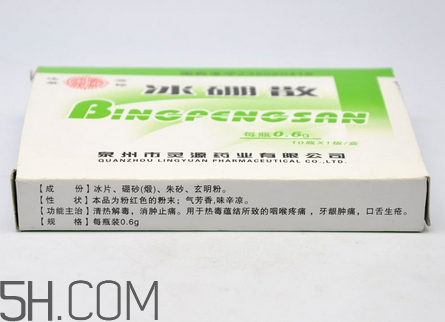 冰硼散
BINGPENGSAN
每瓶0.6g
10瓶X1板/盒
泉州市灵源药业有限公司
QUANZHOU LINGYUAN PHARMACEUTICAL CO.,LTD.
【成 份】冰片、硼砂(煅)、朱砂、玄明粉。
【性 状】本品为粉红色的粉末；气芳香,味辛凉。
【功能主治】清热解毒，消肿止痛。用于热毒蕴结所致的咽喉疼痛，牙龈肿痛，口舌生疮。
【规 格】每瓶装0.6g
5H.COM